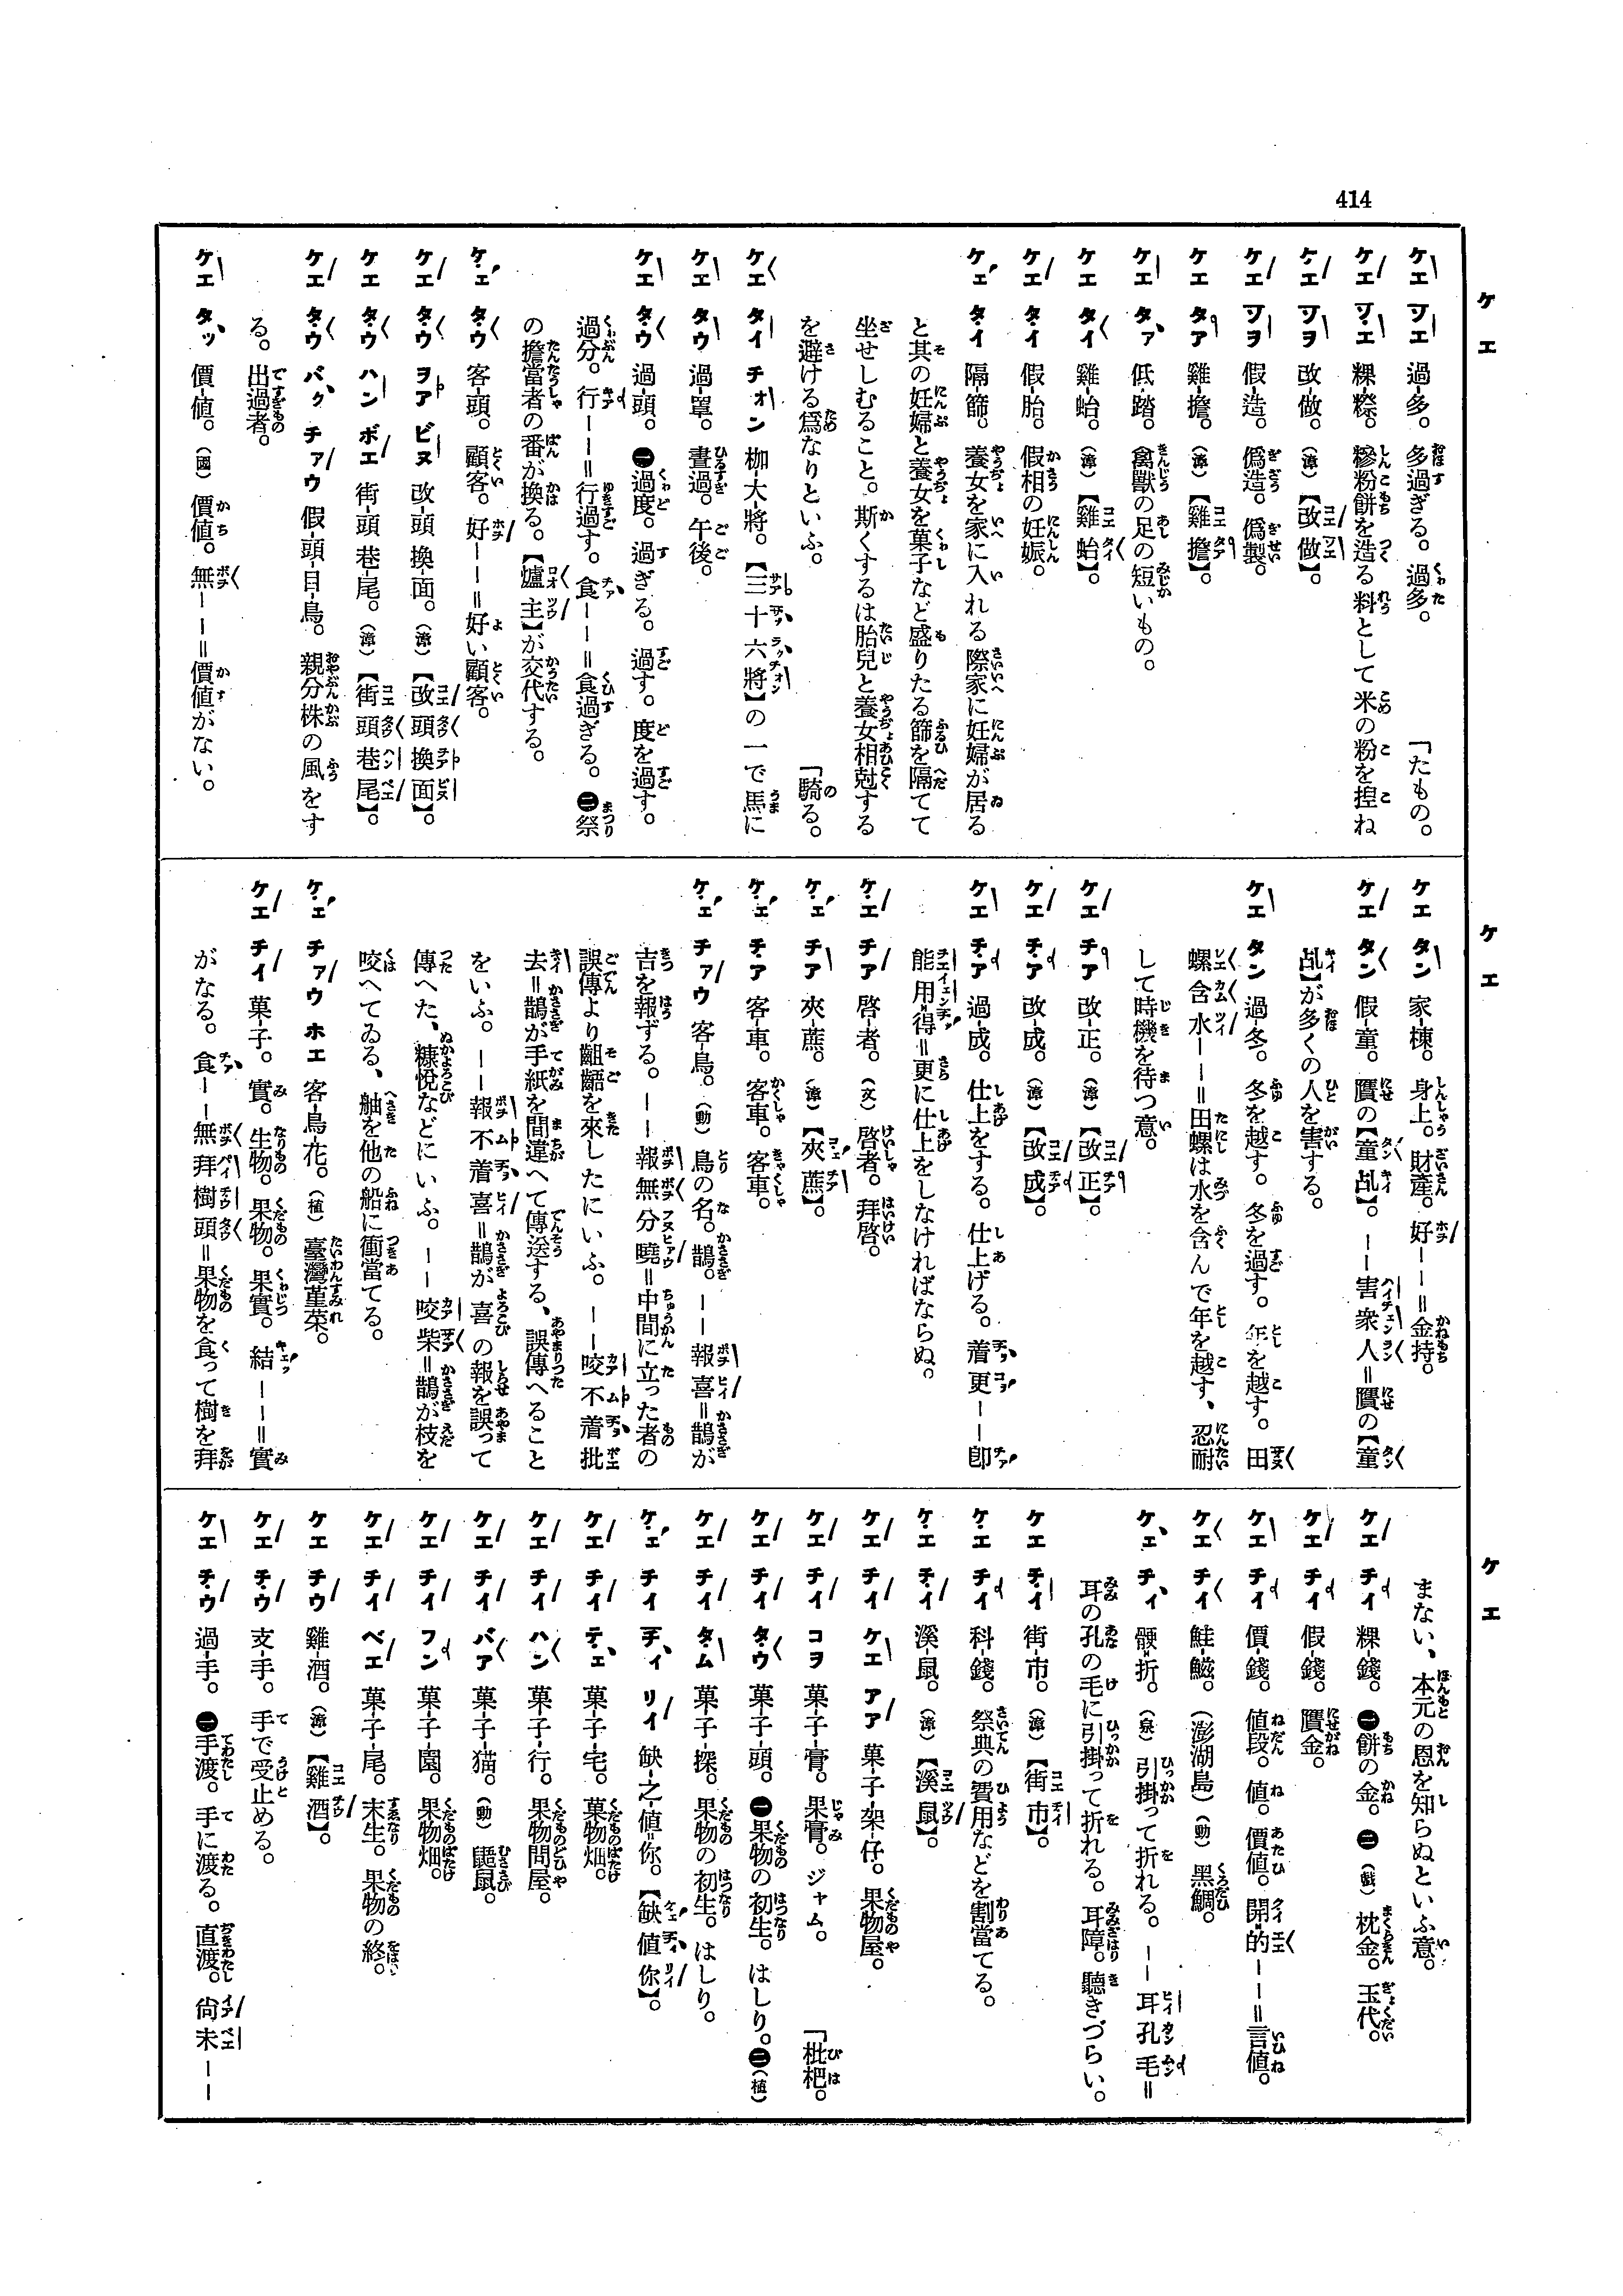 414
ケエ
ケエ ソエ 過-多。多過ぎる。過多。
ケエ ソエ 粿-粽。糝粉餅を造る料として米の粉を揑ね「たもの。
ケエ ソヲ 改-做。(漳)【改做】。
ケエ ソヲ 假-造。僞造。僞製。
ケエ タア 雞-擔。(漳)【雞擔】。
ケエ タァ 低-踏。禽獸の足の短いもの。
ケエ タイ 雞-蛤。(漳)【雞蛤】。
ケエ タイ 假-胎。假相の妊娠。
ケェ タイ 隔-篩。養女を家に入れる際家に妊婦が居る
と其の妊婦と養女を菓子など盛りたる篩を隔てて
坐せしむること。斯くするは胎兒と養女相尅する
を避ける爲なりといふ。
ケエ タイ チォン 枷-大-將。【三十六將】の一で馬に「騎る。
ケエ タウ 過-罩。晝過。午後。
ケエ タウ 過-頭。㊀過度。過ぎる。過す。度を過す。
過分。行——=行過す。食——=食過ぎる。㊁祭
の擔當者の番が換る。【爐主】が交代する。
ケェ タウ 客-頭。顧客。好——=好い顧客。
ケエ タウ ヲア ビヌ 改-頭 換-面。(漳)【改頭換面】。
ケエ タウ ハン ボエ 街-頭 巷-尾。(漳)【街頭巷尾】。
ケエ タウ バク チァウ 假-頭-目-鳥。親分株の風をす
る。出過者。
ケエ タッ 價-値。(國)價値。無——=價値がない。
ケエ
ケエ タン 家-棟。身上。財產。好——=金持。
ケエ タン 假-童。贋の【童乩】。——害衆人=贋の【童
乩】が多くの人を害する。
ケエ タン 過-冬。冬を越す。冬を過す。年を越す。田
螺含水——=田螺は水を含んで年を越す、忍耐
して時機を待つ意。
ケエ チア 改-正。(漳)【改正】。
ケエ チア 改-成。(漳)【改成】。
ケエ チア 過-成。仕上をする。仕上げる。着更——卽
能用得=更に仕上をしなければならぬ。
ケエ チア 啓-者。(文)啓者。拜啓。
ケェ チア 夾-蔗。(漳)【夾蔗】。
ケェ チア 客-車。客車。客車。
ケェ チァウ 客-鳥。(動)鳥の名。鵲。——報喜=鵲が
吉を報ずる。——報無分曉=中間に立った者の
誤傳より齟齬を來したにいふ。——咬不着批
去=鵲が手紙を間違へて傳送する、誤傳へること
をいふ。——報不着喜=鵲が喜の報を誤って
傳へた、糠悅などにいふ。——咬柴=鵲が枝を
咬へてゐる、舳を他の船に衝當てる。
ケェ チァウ ホエ 客-鳥-花。(植)臺灣菫菜。
ケエ チイ 菓-子。實。生物。果物。果實。結——=實
がなる。食——無拜樹頭=果物を食って樹を拜
ケエ
まない、本元の恩を知らぬといふ意。
ケエ チイ 粿-錢。㊀餅の金。㊁(戲)枕金。玉代。
ケエ チイ 假-錢。贋金。
ケエ チイ 價-錢。値段。値。價値。開的——=言値。
ケエ チイ 鮭-鰦。(澎湖島)(動)黑鯛。
ケェ チィ 骾-折。(泉)引掛って折れる。——耳孔毛=
耳の孔の毛に引掛って折れる。耳障。聽きづらい。
ケエ チイ 街-市。(漳)【街市】。
ケエ チイ 科-錢。祭典の費用などを割當てる。
ケエ チイ 溪-鼠。(漳)【溪鼠】。
ケエ チイ ケエ アア 菓-子-架-仔。果物屋。
ケエ チイ コヲ 菓-子-膏。果膏。ジャム。「枇杷。
ケエ チイ タウ 菓-子-頭。㊀果物の初生。はしり。㊁(植)
ケエ チイ タム 菓-子-探。果物の初生。はしり。
ケェ チイ チィ リイ 缺-之-値=你。【缺値你】。
ケエ チイ テェ 菓-子-宅。菓物畑。
ケエ チイ ハン 菓-子-行。果物問屋。
ケエ チイ バア 菓-子-猫。(動)鼯鼠。
ケエ チイ フン 菓-子-園。果物畑。
ケエ チイ ベエ 菓-子-尾。末生。果物の終。
ケエ チウ 雞-酒。(漳)【雞酒】。
ケエ チウ 支-手。手で受止める。
ケエ チウ 過-手。㊀手渡。手に渡る。直渡。尙未——